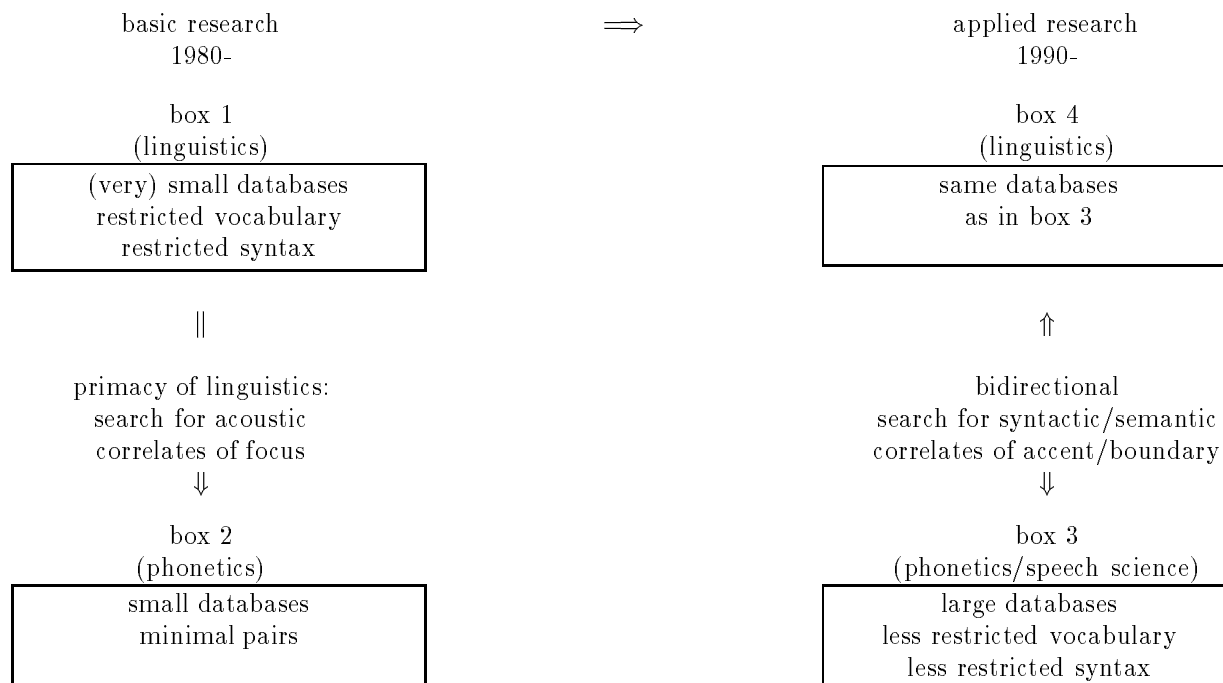 basic research
1980-
⟹
applied research
1990-
box 1
(linguistics)
(very) small databases
restricted vocabulary
restricted syntax
||
primacy of linguistics:
search for acoustic
correlates of focus
⇓
box 2
(phonetics)
small databases
minimal pairs
box 4
(linguistics)
same databases
as in box 3
⇑
bidirectional
search for syntactic/semantic
correlates of accent/boundary
⇓
box 3
(phonetics/speech science)
large databases
less restricted vocabulary
less restricted syntax